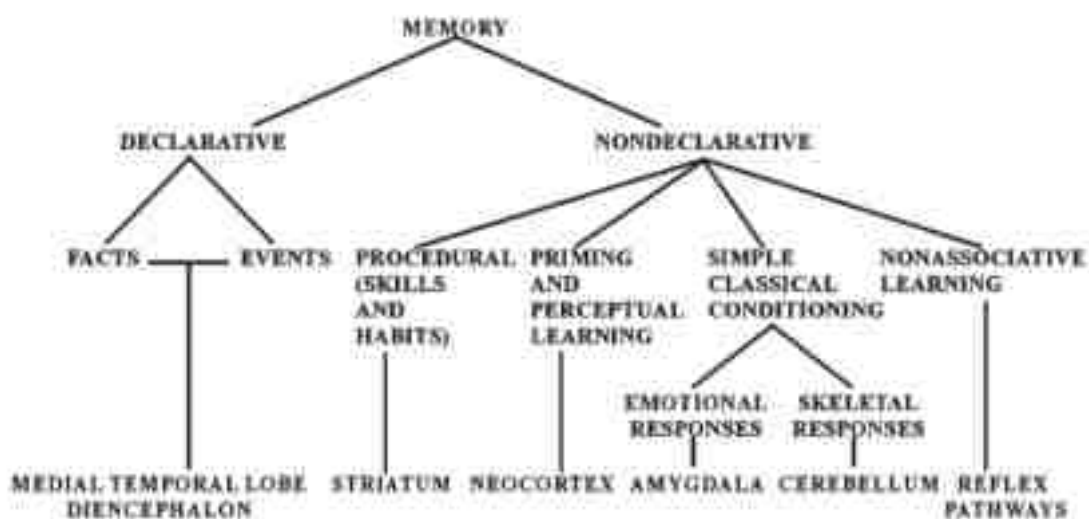 MEMORY
DECLARATIVE NONDECLARATIVE
FACTS EVENTS PROCEDURAL PRIMING SIMPLE NONASSOCIATIVE
(SKILLS AND CLASSICAL LEARNING
AND PERCEPTUAL CONDITIONING
HABITS) LEARNING
EMOTIONAL SKELETAL
RESPONSES RESPONSES
MEDIAL TEMPORAL LOBE STRIATUM NEOCORTEX AMYGDALA CEREBELLUM REFLEX
DIENCEPHALON PATHWAYS